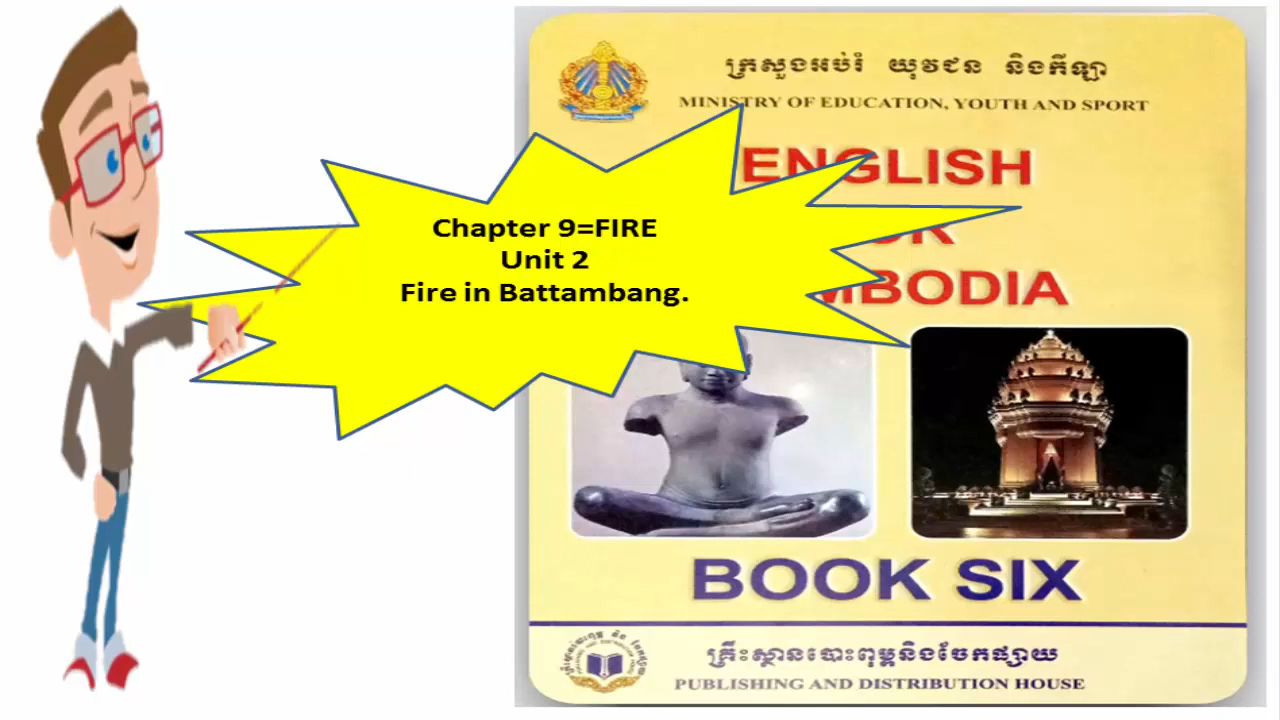 ក្រសួងអប់រំ យុវជន និងកីឡា
MINISTRY OF EDUCATION, YOUTH AND SPORT
ENGLISH
MBODIA
Chapter 9=FIRE
Unit 2
Fire in Battambang.
BOOK SIX
គ្រឹះស្ថានបោះពុម្ពនិងចែកផ្សាយ
PUBLISHING AND DISTRIBUTION HOUSE